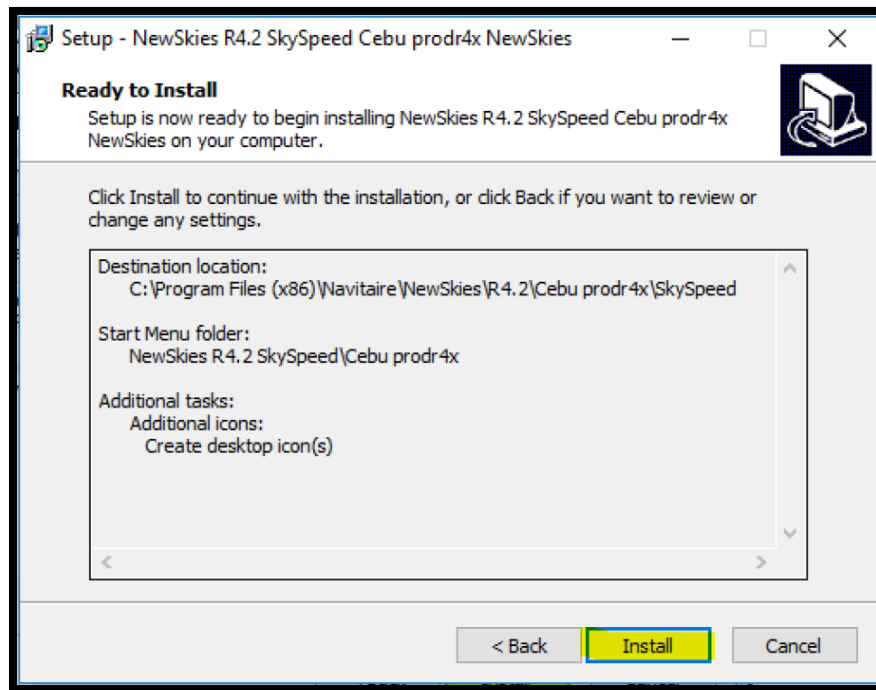 Setup - NewSkies R4.2 SkySpeed Cebu prodr4x NewSkies
Ready to Install
Setup is now ready to begin installing NewSkies R4.2 SkySpeed Cebu prodr4x
NewSkies on your computer.
Click Install to continue with the installation, or click Back if you want to review or
change any settings.
Destination location:
C:\Program Files (x86)\Navitaire\NewSkies\R4.2\Cebu prodr4x\SkySpeed
Start Menu folder:
NewSkies R4.2 SkySpeed\Cebu prodr4x
Additional tasks:
Additional icons:
Create desktop icon(s)
< Back
Install
Cancel